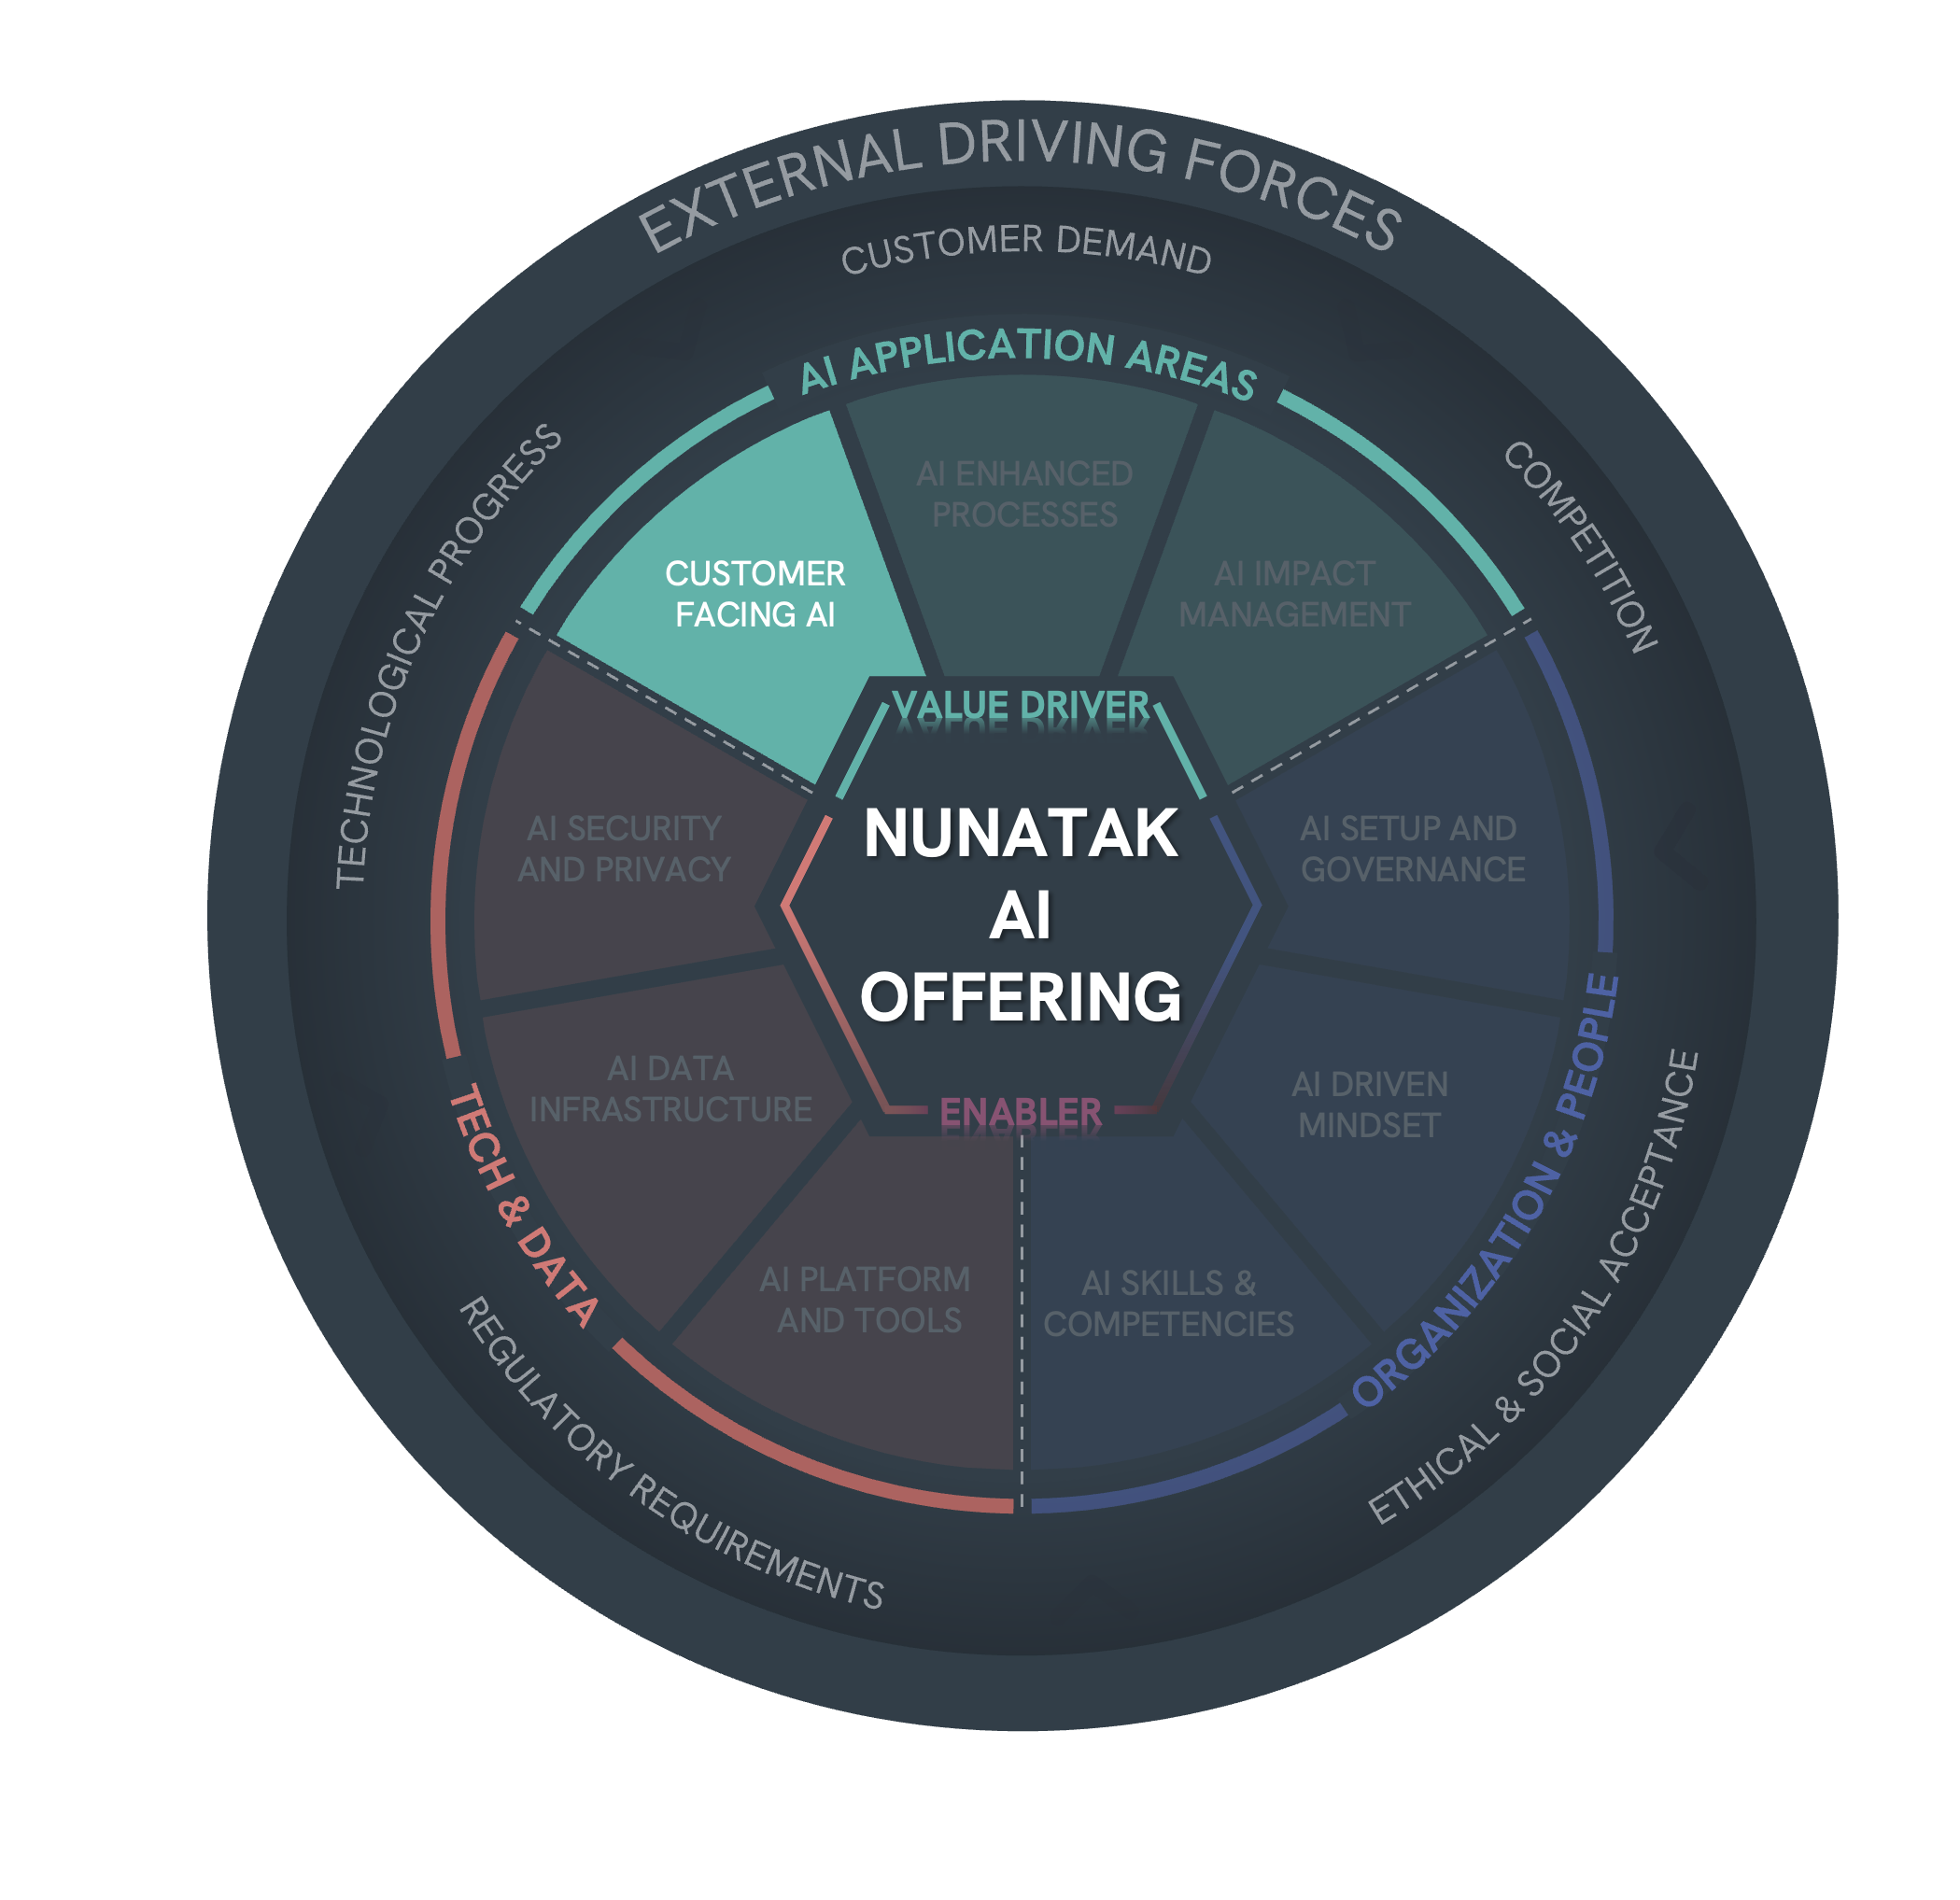 EXTERNAL DRIVING FORCES
CUSTOMER DEMAND
TECHNOLOGICAL PROGRESS
COMPETITION
REGULATORY REQUIREMENTS
ETHICAL & SOCIAL ACCEPTANCE
AI APPLICATION AREAS
CUSTOMER
FACING AI
AI ENHANCED
PROCESSES
AI IMPACT
MANAGEMENT
VALUE DRIVER
NUNATAK
AI
OFFERING
ENABLER
AI SECURITY
AND PRIVACY
AI DATA
INFRASTRUCTURE
AI PLATFORM
AND TOOLS
TECH & DATA
AI SETUP AND
GOVERNANCE
AI DRIVEN
MINDSET
AI SKILLS &
COMPETENCIES
ORGANIZATION & PEOPLE